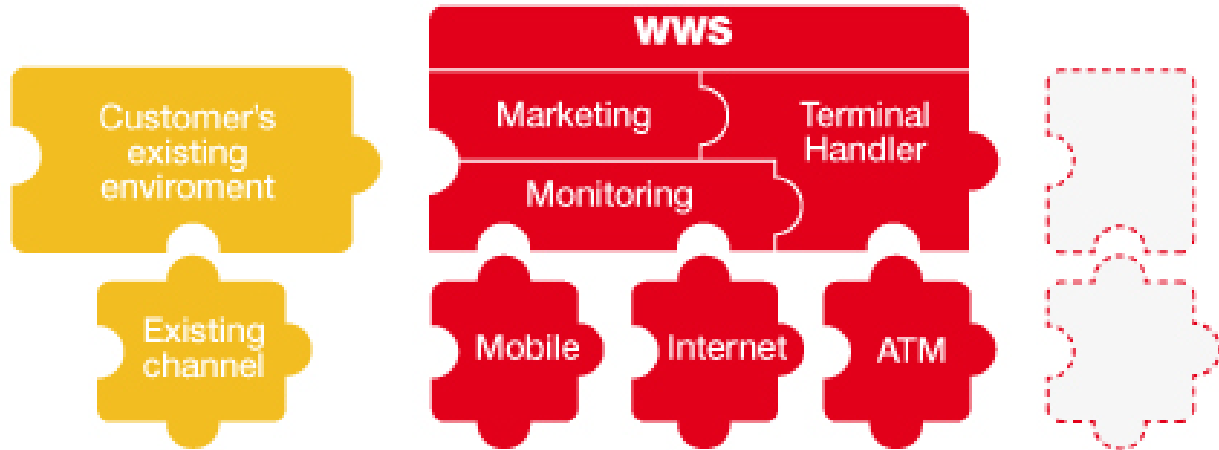 WWS
Customer's
existing
enviroment
Marketing
Terminal
Handler
Monitoring
Existing
channel
Mobile
Internet
ATM